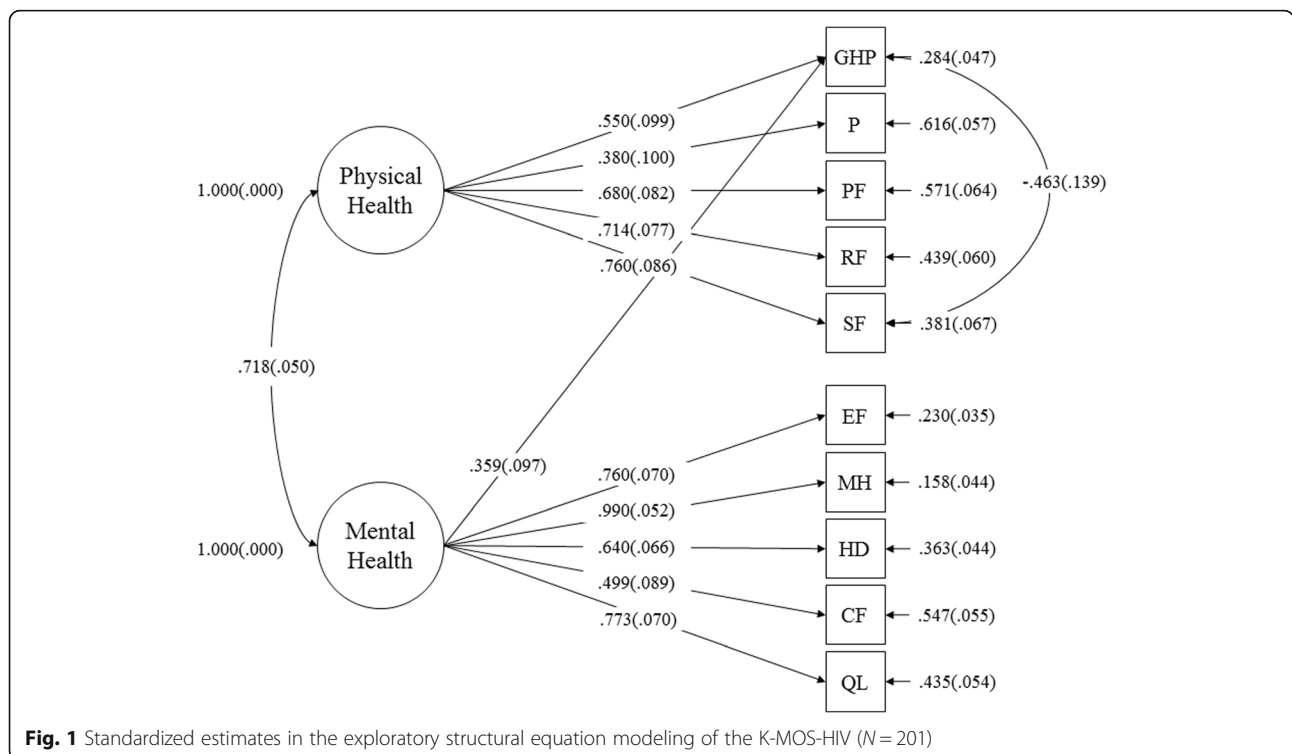 GHP
.284(.047)
.550(.099)
P
.616(.057)
.380(.100)
Physical
Health
1.000(.000)
PF
.571(.064)
-.463(.139)
.680(.082)
.714(.077)
RF
.439(.060)
.760(.086)
SF
.381(.067)
.718(.050)
EF
.230(.035)
.359(.097)
.760(.070)
MH
.158(.044)
.990(.052)
Mental
Health
1.000(.000)
HD
.363(.044)
.640(.066)
.499(.089)
CF
.547(.055)
.773(.070)
QL
.435(.054)
Fig. 1 Standardized estimates in the exploratory structural equation modeling of the K-MOS-HIV (N = 201)